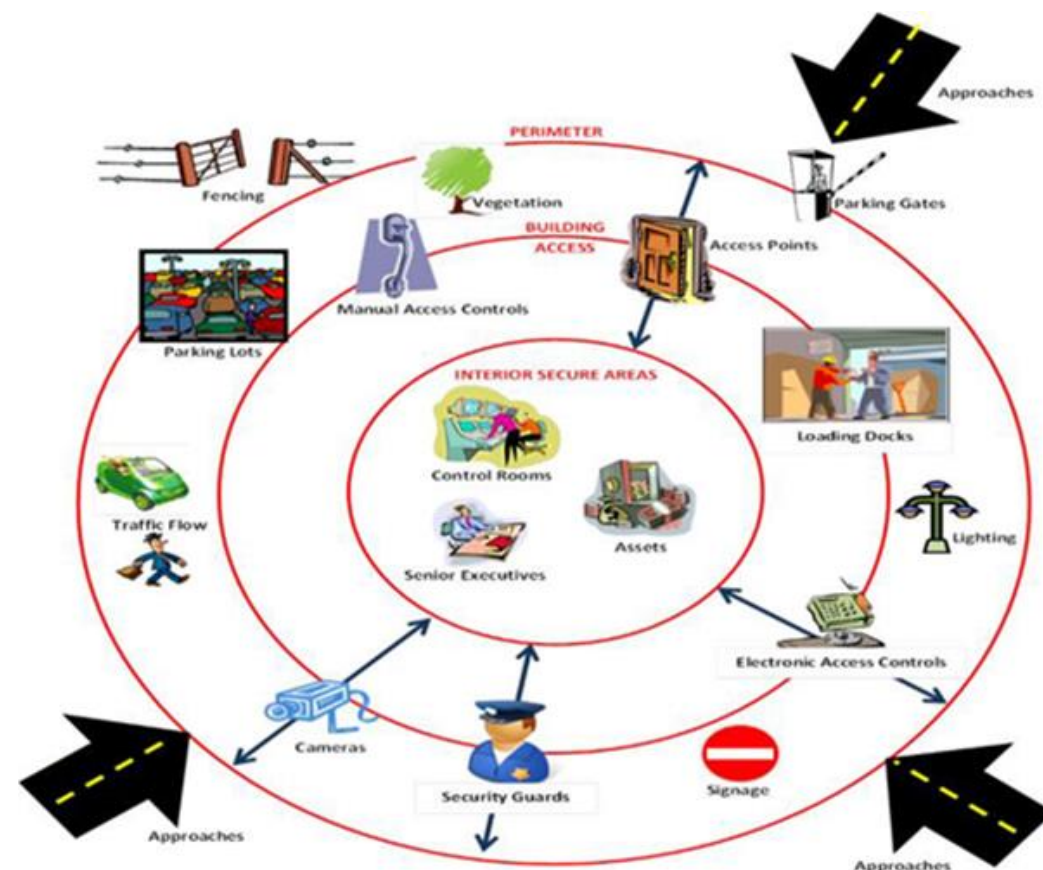 Approaches
PERIMETER
Fencing
Vegetation
Parking Gates
BUILDING
ACCESS
Access Points
Manual Access Controls
Parking Lots
INTERIOR SECURE AREAS
Loading Docks
Control Rooms
Traffic Flow
Lighting
Assets
Senior Executives
Electronic Access Controls
Cameras
Security Guards
Signage
Approaches
Approaches